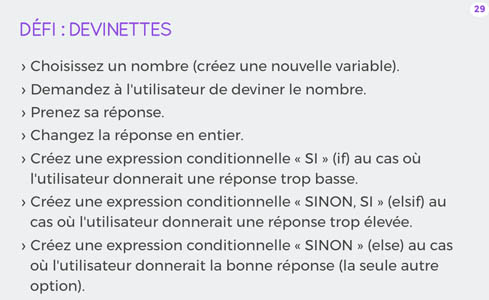 29
DÉFI : DEVINETTES
› Choisissez un nombre (créez une nouvelle variable).
› Demandez à l'utilisateur de deviner le nombre.
› Prenez sa réponse.
› Changez la réponse en entier.
› Créez une expression conditionnelle « SI » (if) au cas où
l'utilisateur donnerait une réponse trop basse.
› Créez une expression conditionnelle « SINON, SI » (elsif) au
cas où l'utilisateur donnerait une réponse trop élevée.
› Créez une expression conditionnelle « SINON » (else) au cas
où l'utilisateur donnerait la bonne réponse (la seule autre
option).